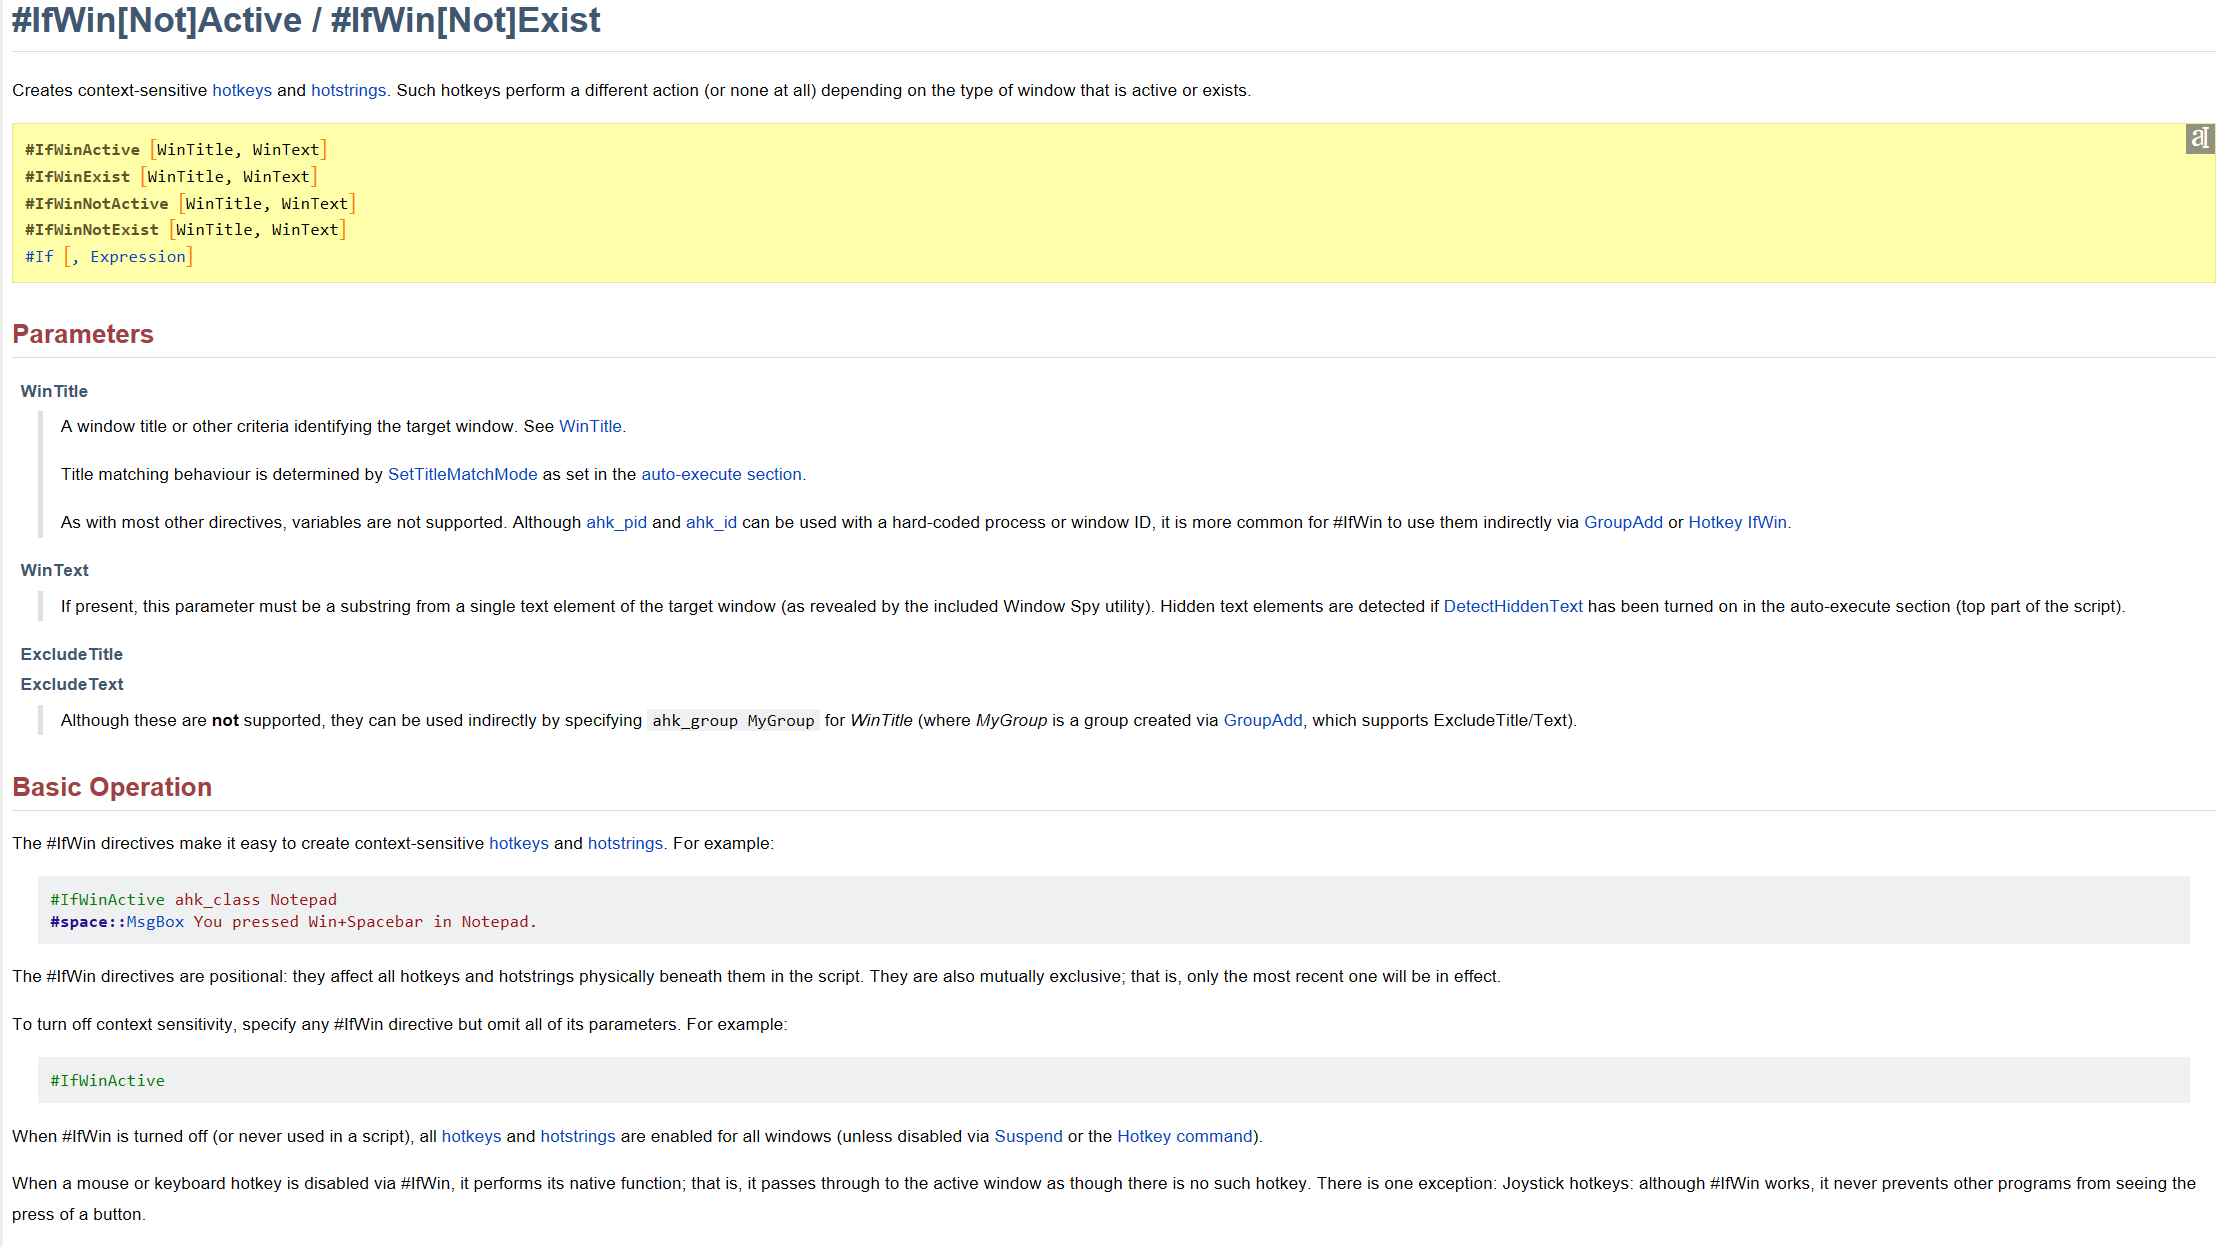 #IfWin[Not]Active / #IfWin[Not]Exist
Creates context-sensitive hotkeys and hotstrings. Such hotkeys perform a different action (or none at all) depending on the type of window that is active or exists.
#IfWinActive [WinTitle, WinText]
#IfWinExist [WinTitle, WinText]
#IfWinNotActive [WinTitle, WinText]
#IfWinNotExist [WinTitle, WinText]
#If [, Expression]
Parameters
WinTitle
A window title or other criteria identifying the target window. See WinTitle.
Title matching behaviour is determined by SetTitleMatchMode as set in the auto-execute section.
As with most other directives, variables are not supported. Although ahk_pid and ahk_id can be used with a hard-coded process or window ID, it is more common for #IfWin to use them indirectly via GroupAdd or Hotkey IfWin.
WinText
If present, this parameter must be a substring from a single text element of the target window (as revealed by the included Window Spy utility). Hidden text elements are detected if DetectHiddenText has been turned on in the auto-execute section (top part of the script).
ExcludeTitle
ExcludeText
Although these are not supported, they can be used indirectly by specifying ahk_group MyGroup for WinTitle (where MyGroup is a group created via GroupAdd, which supports ExcludeTitle/Text).
Basic Operation
The #IfWin directives make it easy to create context-sensitive hotkeys and hotstrings. For example:
#IfWinActive ahk_class Notepad
#space::MsgBox You pressed Win+Spacebar in Notepad.
The #IfWin directives are positional: they affect all hotkeys and hotstrings physically beneath them in the script. They are also mutually exclusive; that is, only the most recent one will be in effect.
To turn off context sensitivity, specify any #IfWin directive but omit all of its parameters. For example:
#IfWinActive
When #IfWin is turned off (or never used in a script), all hotkeys and hotstrings are enabled for all windows (unless disabled via Suspend or the Hotkey command).
When a mouse or keyboard hotkey is disabled via #IfWin, it performs its native function; that is, it passes through to the active window as though there is no such hotkey. There is one exception: Joystick hotkeys: although #IfWin works, it never prevents other programs from seeing the
press of a button.